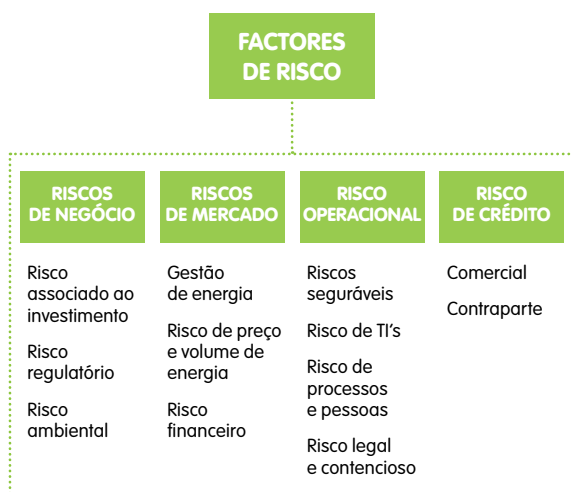 FACTORES
DE RISCO
RISCOS
DE NEGÓCIO
Risco
associado ao
investimento
Risco
regulatório
Risco
ambiental
RISCOS
DE MERCADO
Gestão
de energia
Risco de preço
e volume de
energia
Risco
financeiro
RISCO
OPERACIONAL
Riscos
seguráveis
Risco de TI's
Risco de
processos
e pessoas
Risco legal
e contencioso
RISCO
DE CRÉDITO
Comercial
Contraparte